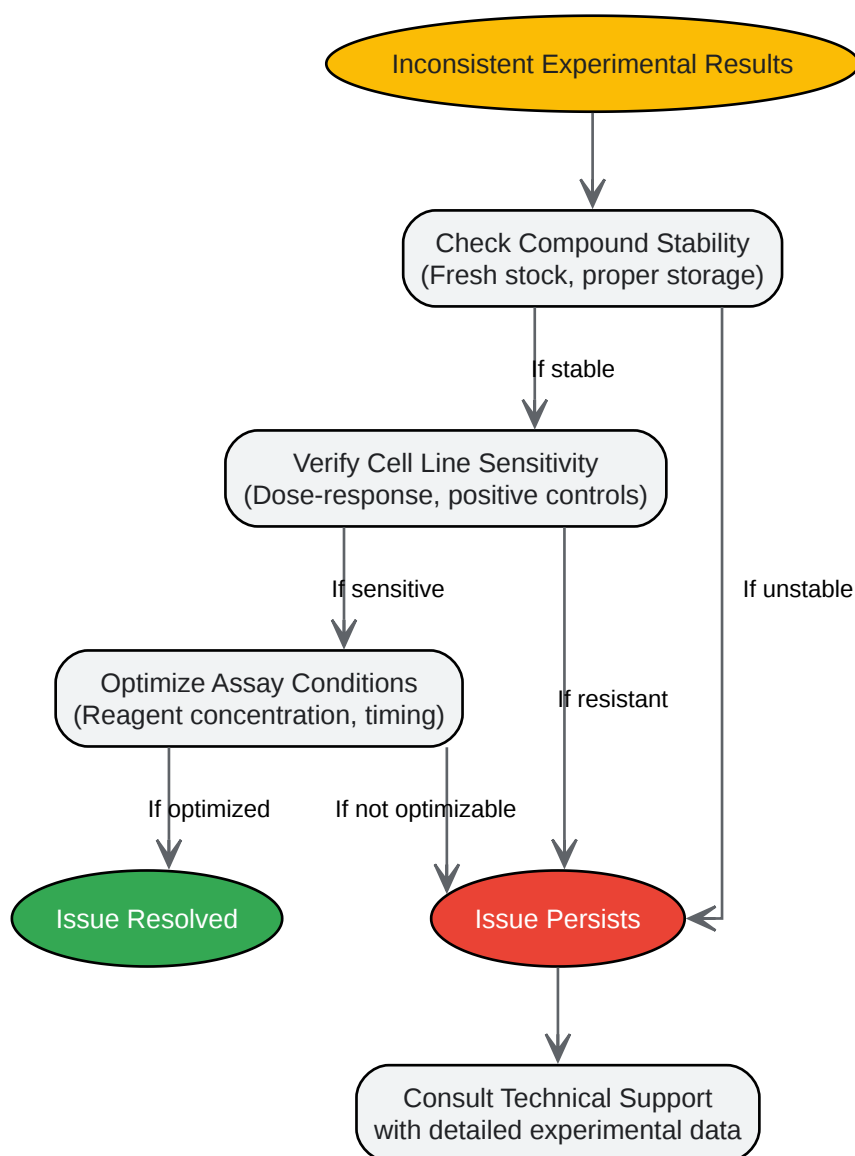 Inconsistent Experimental Results
Check Compound Stability
(Fresh stock, proper storage)
If stable
Verify Cell Line Sensitivity
(Dose-response, positive controls)
If sensitive
If unstable
Optimize Assay Conditions
(Reagent concentration, timing)
If resistant
If optimized
If not optimizable
Issue Resolved
Issue Persists
Consult Technical Support
with detailed experimental data